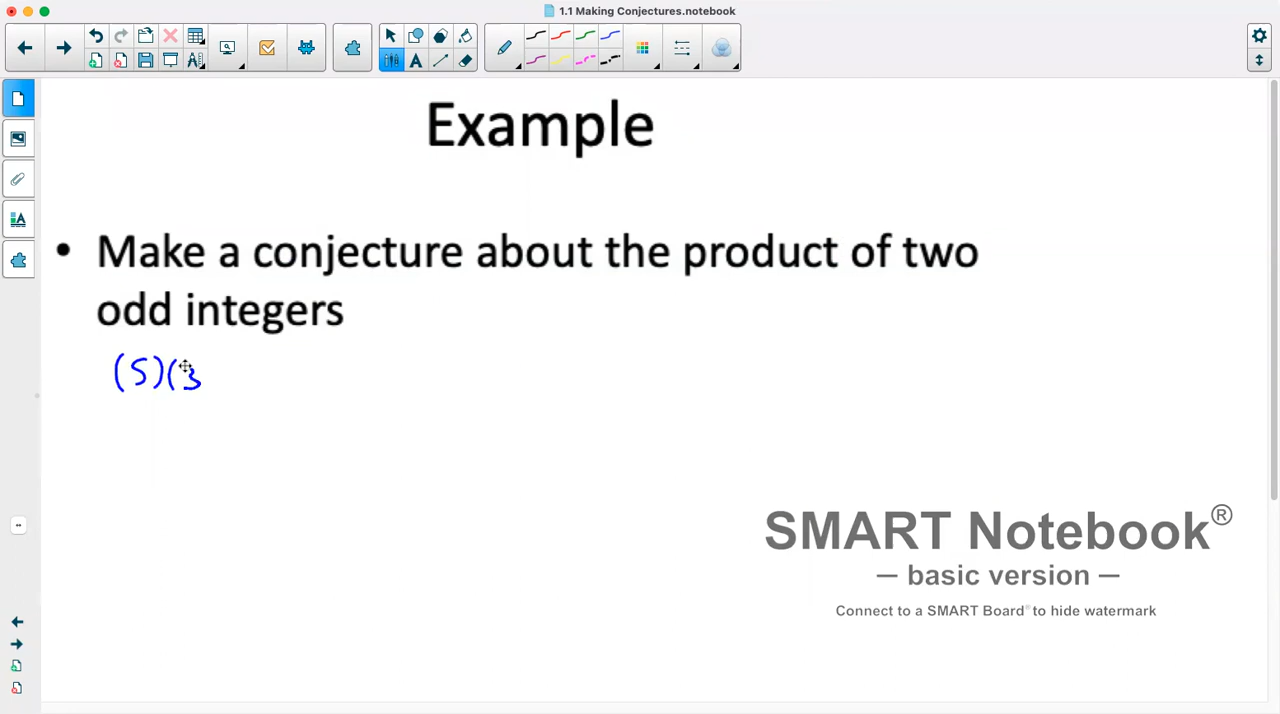 1.1 Making Conjectures.notebook
Example
• Make a conjecture about the product of two
odd integers
(5)(3
SMART Notebook®
— basic version —
Connect to a SMART Board® to hide watermark